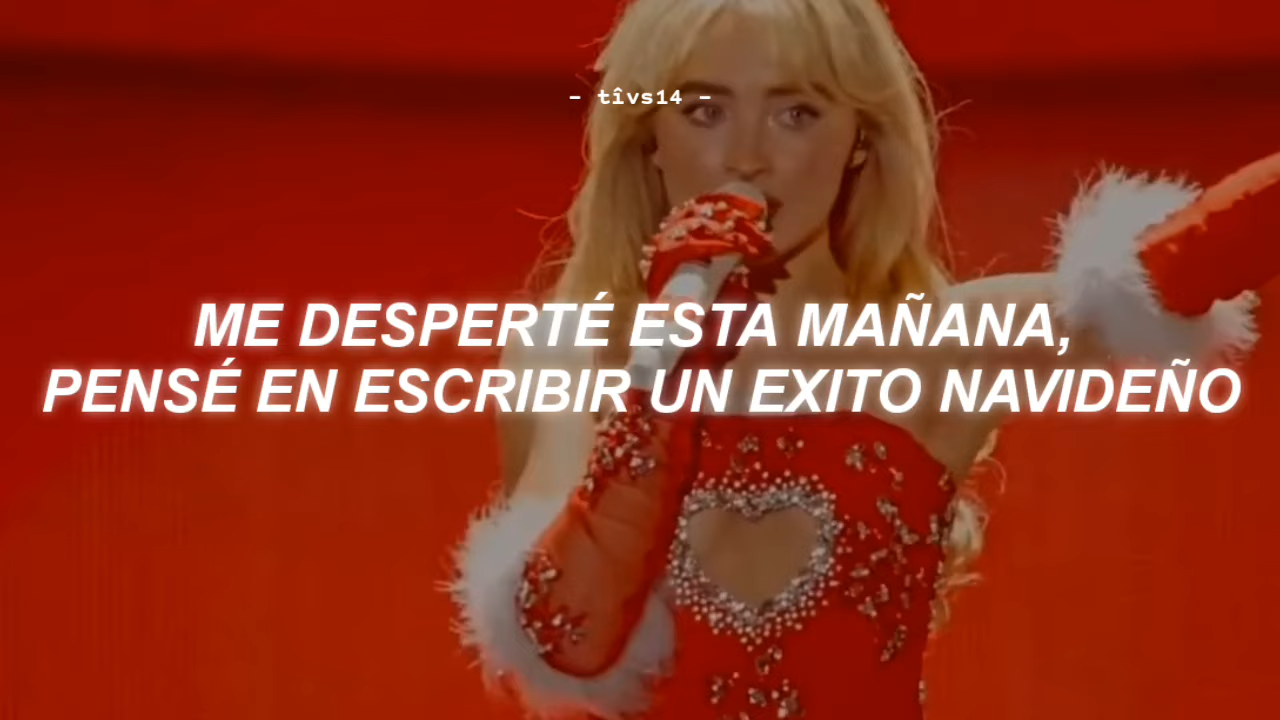 - tîvs14 -
ME DESPERTÉ ESTA MAÑANA,
PENSÉ EN ESCRIBIR UN EXITO NAVIDEÑO